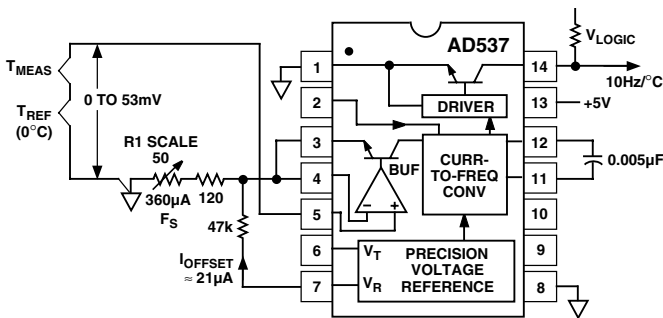 AD537
V_LOGIC
10Hz/°C
+5V
0.005µF
T_MEAS
T_REF
(0°C)
0 TO 53mV
R1 SCALE
50
360µA
F_S
120
47k
I_OFFSET
≈ 21µA
1
2
3
4
5
6
7
14
13
12
11
10
9
8
DRIVER
BUF
–
+
CURR-
TO-FREQ
CONV
V_T
V_R
PRECISION
VOLTAGE
REFERENCE